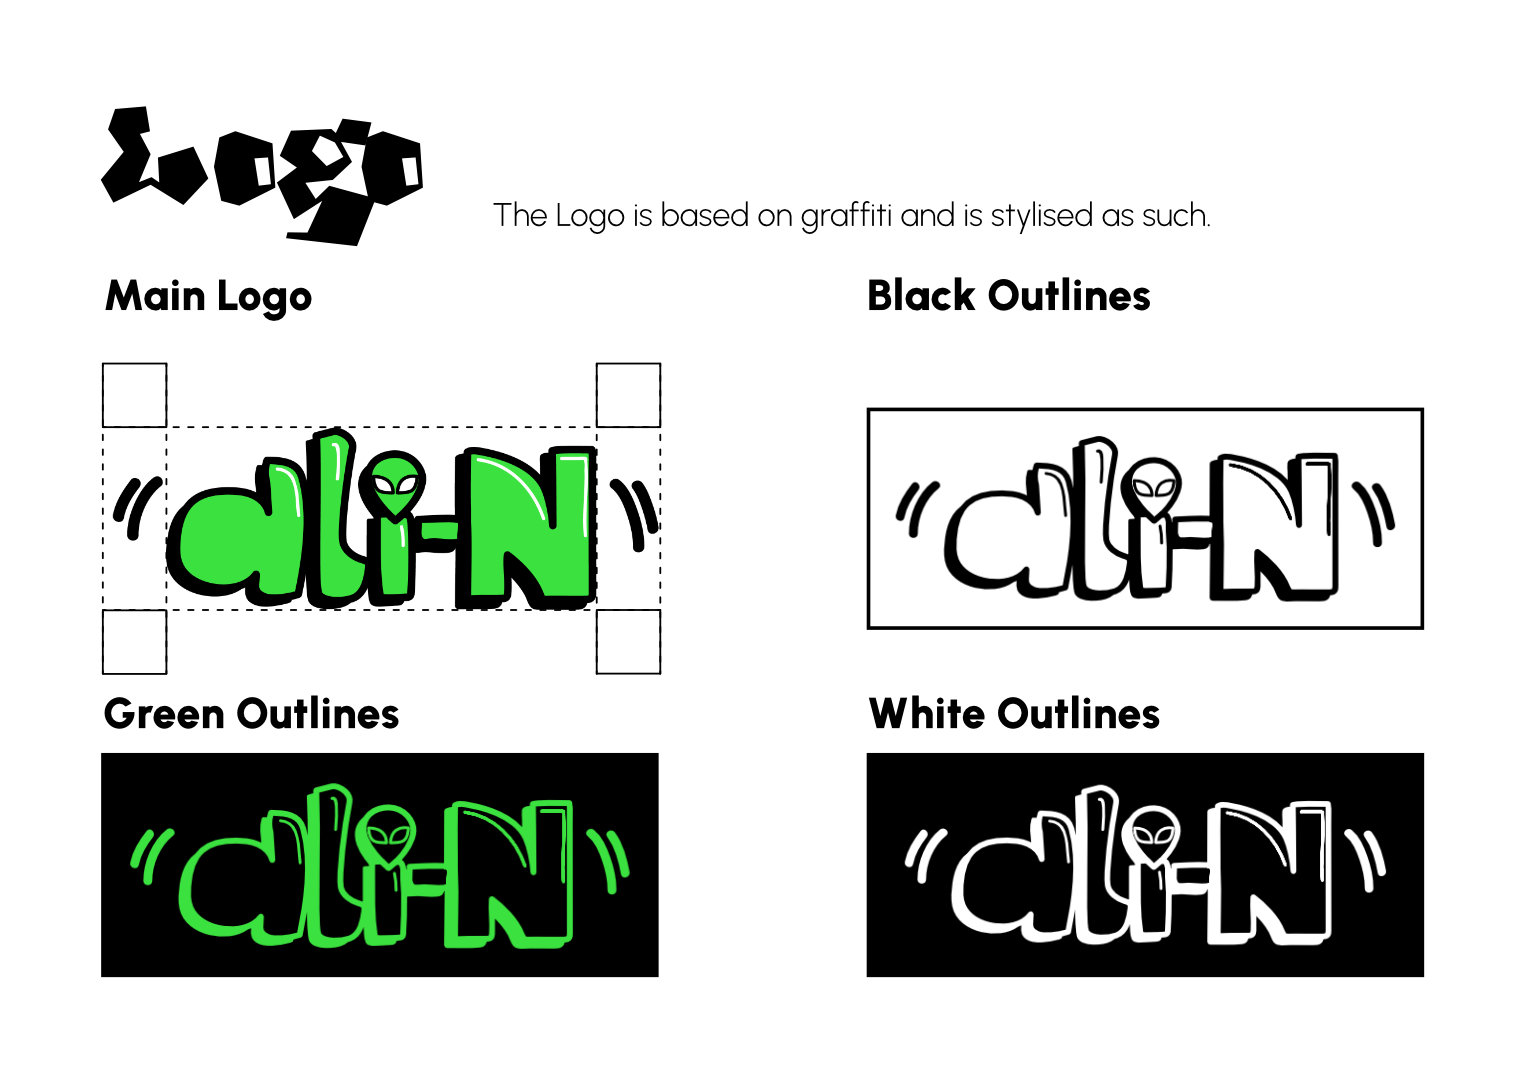 Logo
The Logo is based on graffiti and is stylised as such.
Main Logo
Black Outlines
ali-N
ali-N
Green Outlines
White Outlines
ali-N
ali-N